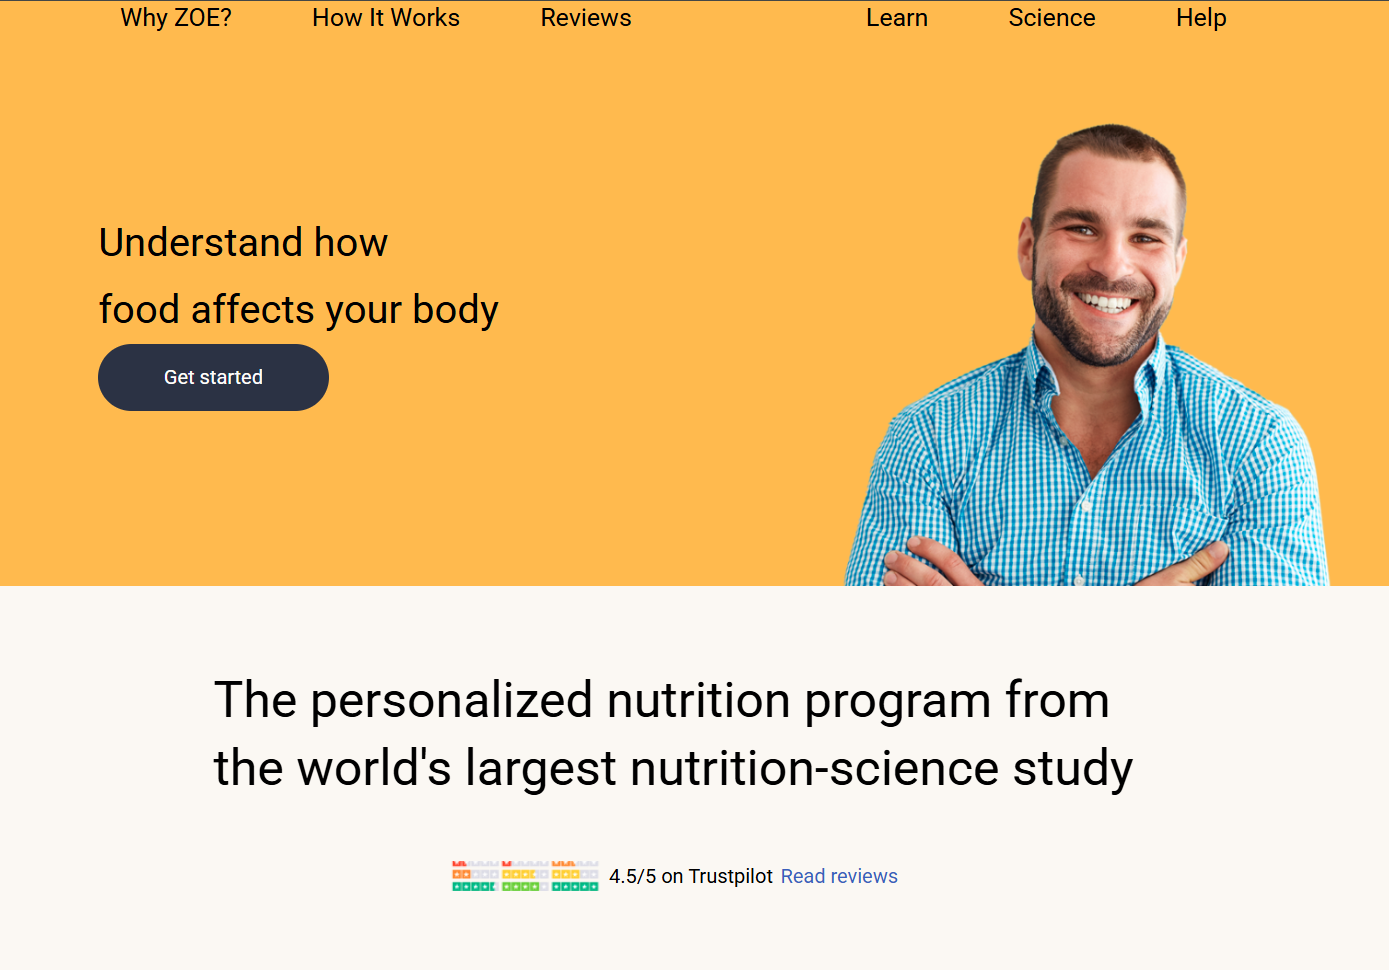 Why ZOE? How It Works Reviews Learn Science Help
Understand how
food affects your body
Get started
The personalized nutrition program from
the world's largest nutrition-science study
4.5/5 on Trustpilot Read reviews